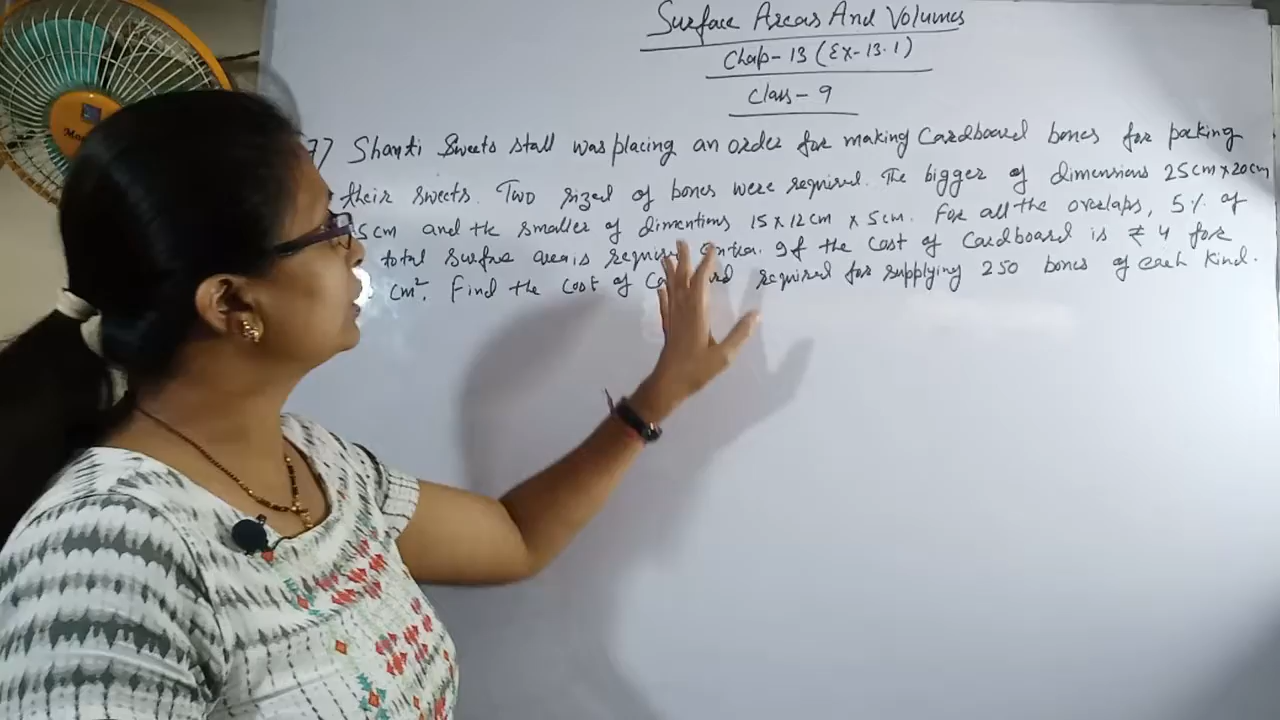 Surface Areas And Volumes
Chap-13 (Ex-13.1)
Class-9
7) Shanti Sweets stall was placing an order for making Cardboard boxes for packing
their sweets. Two sized of boxes were required. The bigger of dimensions 25cm x 20cm
5cm and the smaller of dimentions 15 x 12cm x 5cm. For all the overlaps, 5% of
total surface area is required extra. If the cost of Cardboard is ₹ 4 for
cm². Find the cost of required for supplying 250 boxes of each kind.